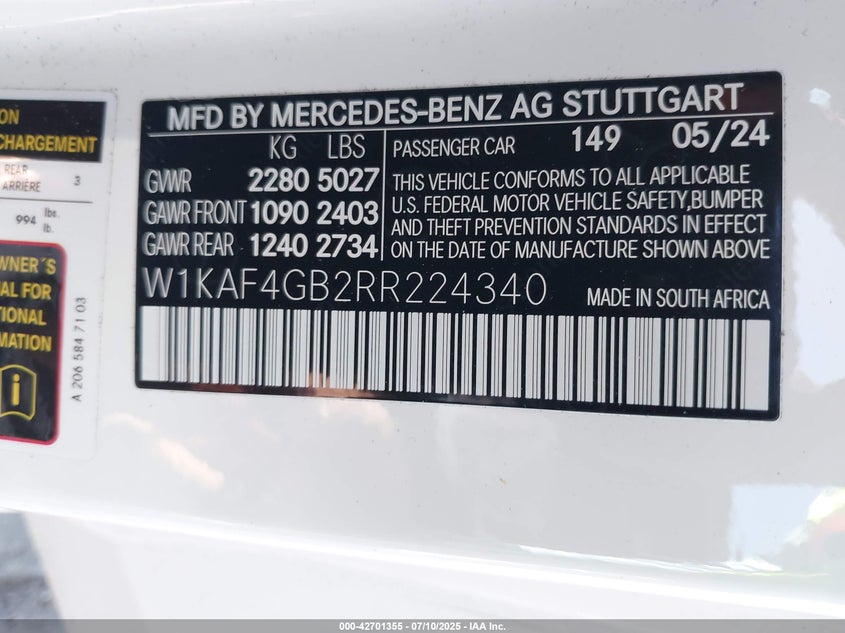 ION
CHARGEMENT
REAR
ARRIÈRE 3
994 lbs.
lb.
WNER´S
AL FOR
TIONAL
MATION
i
A 206 584 71 03
MFD BY MERCEDES-BENZ AG STUTTGART
KG LBS
GVWR 2280 5027
GAWR FRONT 1090 2403
GAWR REAR 1240 2734
PASSENGER CAR 149 05/24
THIS VEHICLE CONFORMS TO ALL APPLICABLE
U.S. FEDERAL MOTOR VEHICLE SAFETY,BUMPER
AND THEFT PREVENTION STANDARDS IN EFFECT
ON THE DATE OF MANUFACTURE SHOWN ABOVE
W1KAF4GB2RR224340 MADE IN SOUTH AFRICA
000-42701355 - 07/10/2025 - IAA, Inc.